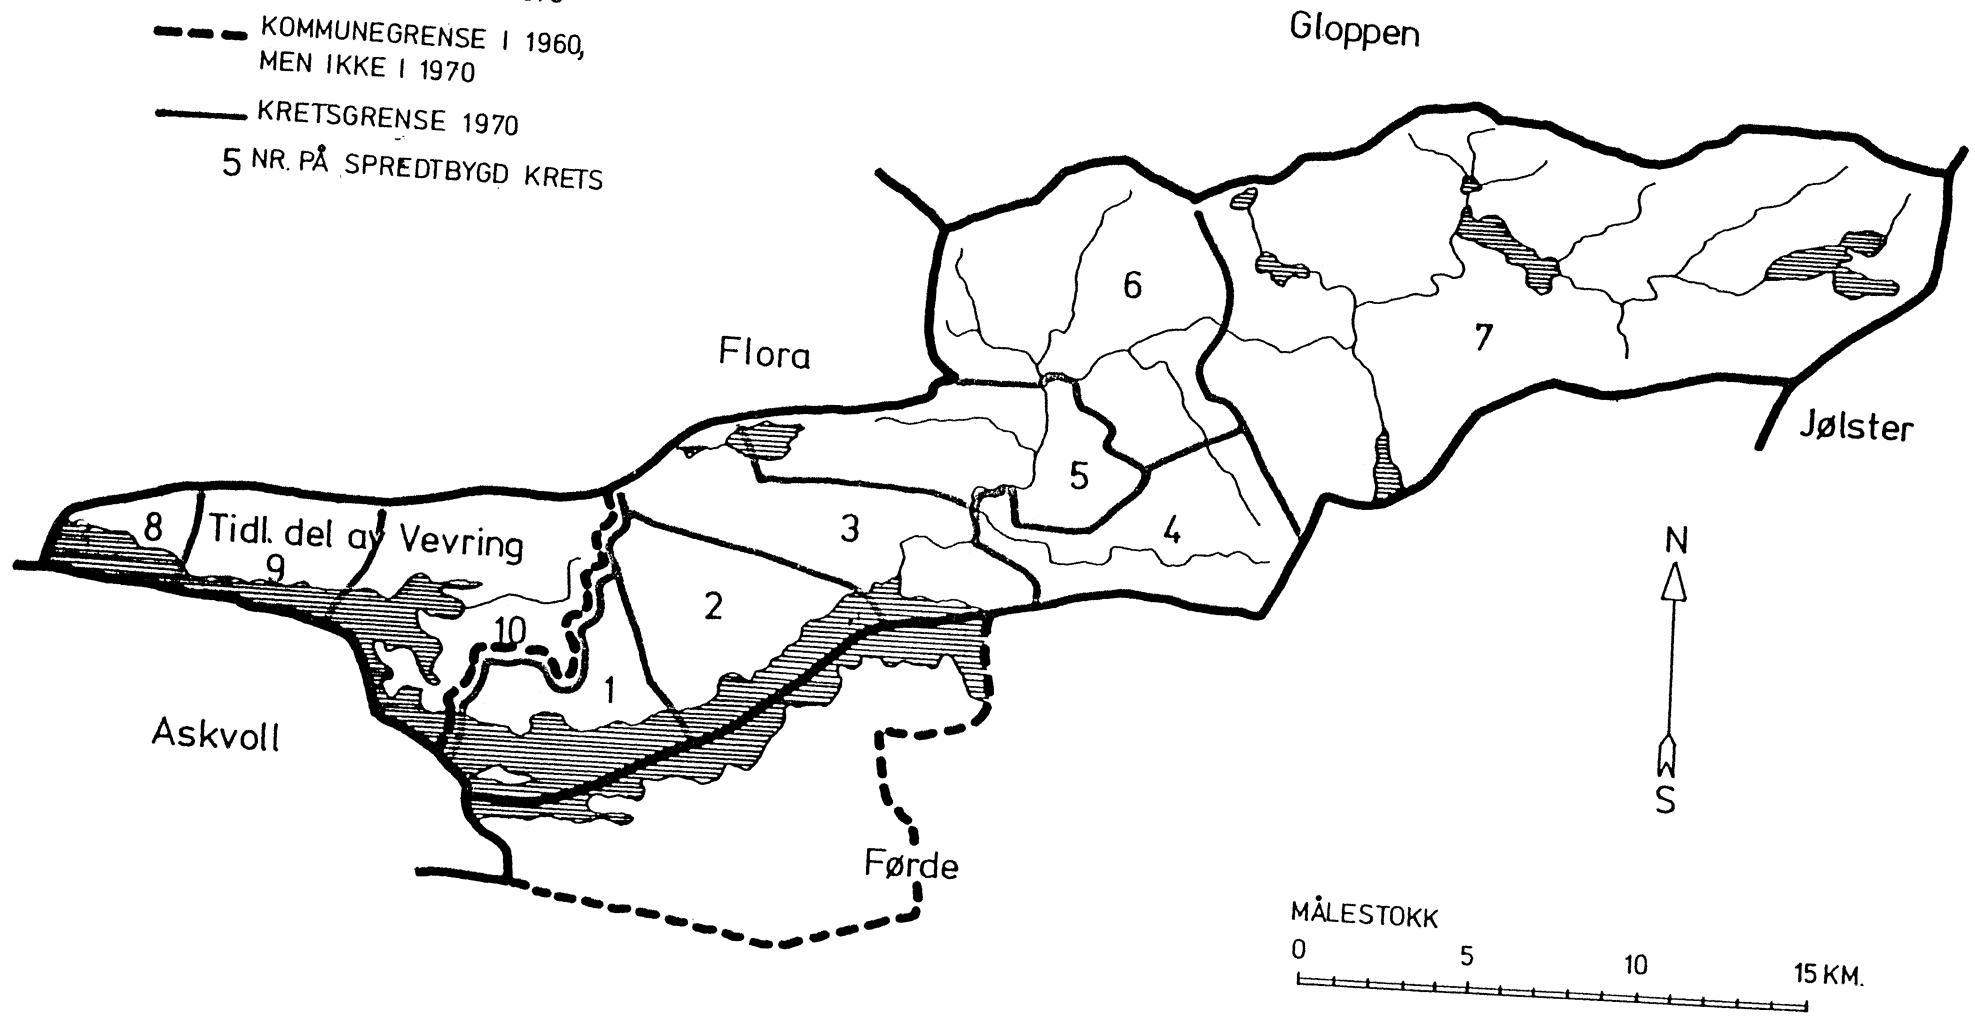 KOMMUNEGRENSE I 1960,
MEN IKKE I 1970
KRETSGRENSE 1970
5 NR. PÅ SPREDTBYGD KRETS
Gloppen
6
7
Flora
Jølster
5
8
Tidl. del av Vevring
3
4
9
2
10
1
N
S
Askvoll
Førde
MÅLESTOKK
0 5 10 15 KM.